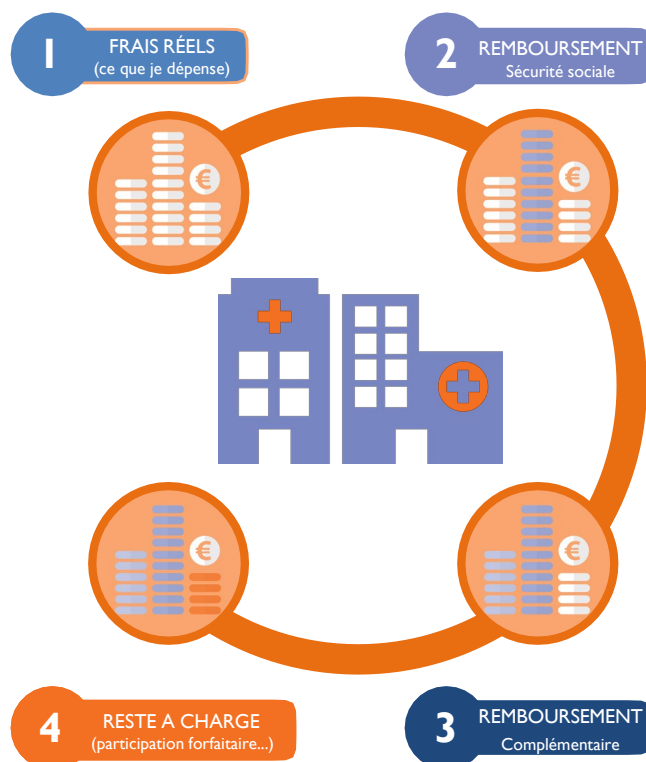 1
FRAIS RÉELS
(ce que je dépense)
2
REMBOURSEMENT
Sécurité sociale
€
€
€
€
4
RESTE A CHARGE
(participation forfaitaire...)
3
REMBOURSEMENT
Complémentaire